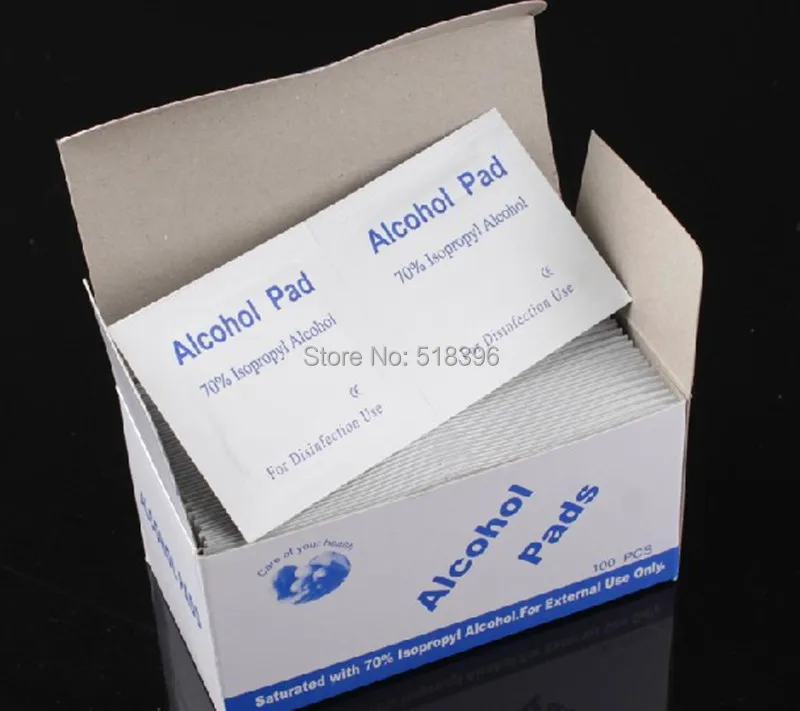 Alcohol Pad
70% Isopropyl Alcohol
CE
For Disinfection Use
Alcohol Pad
70% Isopropyl Alcohol
CE
For Disinfection Use
Store No: 518396
Care of your health
Alcohol
Pads
100 PCS
Saturated with 70% Isopropyl Alcohol.For External Use Only.
ALCOHOL PADS